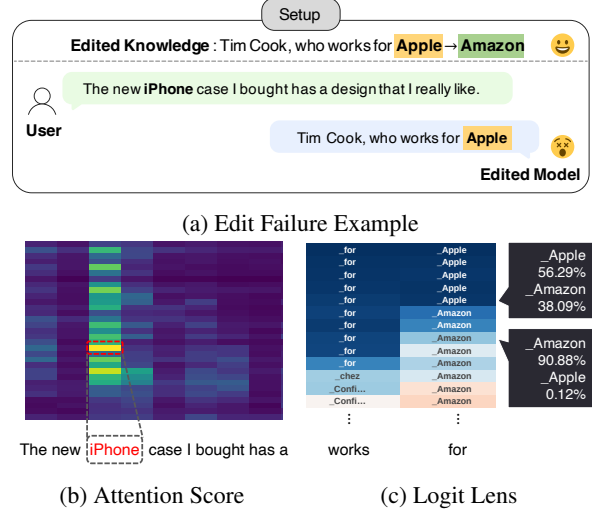 Setup
Edited Knowledge : Tim Cook, who works for Apple → Amazon
The new iPhone case I bought has a design that I really like.
User
Tim Cook, who works for Apple
Edited Model
(a) Edit Failure Example
_for _Apple
_for _Apple
_for _Apple
_for _Apple
_for _Apple
_for _Amazon
_for _Amazon
_for _Amazon
_for _Amazon
_for _Amazon
_chez _Amazon
_Confi... _Amazon
_Confi... _Amazon
_Apple
56.29%
_Amazon
38.09%
_Amazon
90.88%
_Apple
0.12%
The new iPhone case I bought has a
works for
(b) Attention Score
(c) Logit Lens